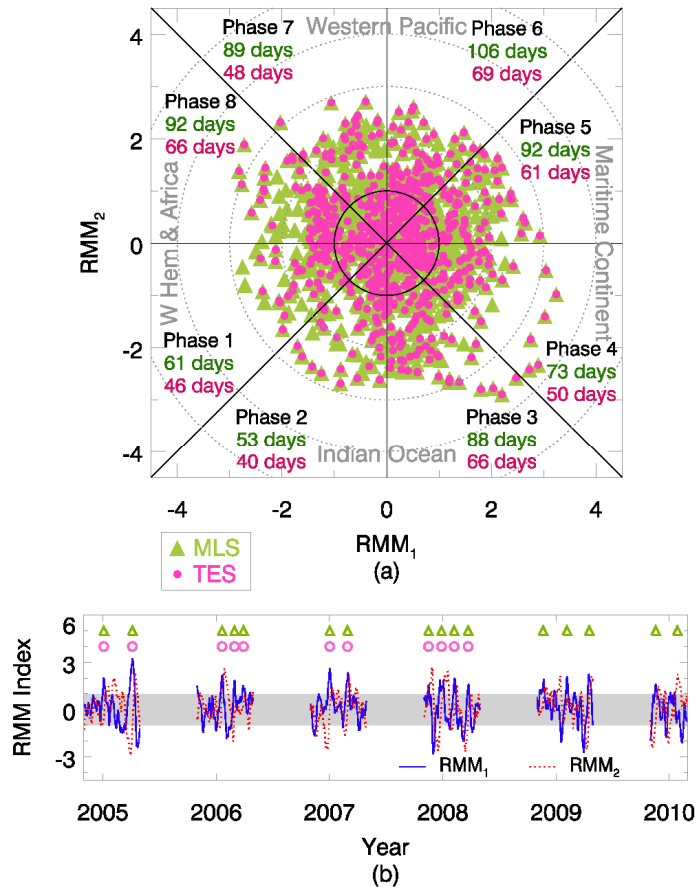 Phase 7
89 days
48 days
Western Pacific
Phase 6
106 days
69 days
Phase 8
92 days
66 days
Phase 5
92 days
61 days
W Hem & Africa
Maritime Continent
Phase 1
61 days
46 days
Phase 4
73 days
50 days
Phase 2
53 days
40 days
Phase 3
88 days
66 days
Indian Ocean
4
2
0
-2
-4
RMM2
-4 -2 0 2 4
RMM1
MLS
TES
(a)
6
3
0
-3
RMM Index
RMM1 RMM2
2005 2006 2007 2008 2009 2010
Year
(b)